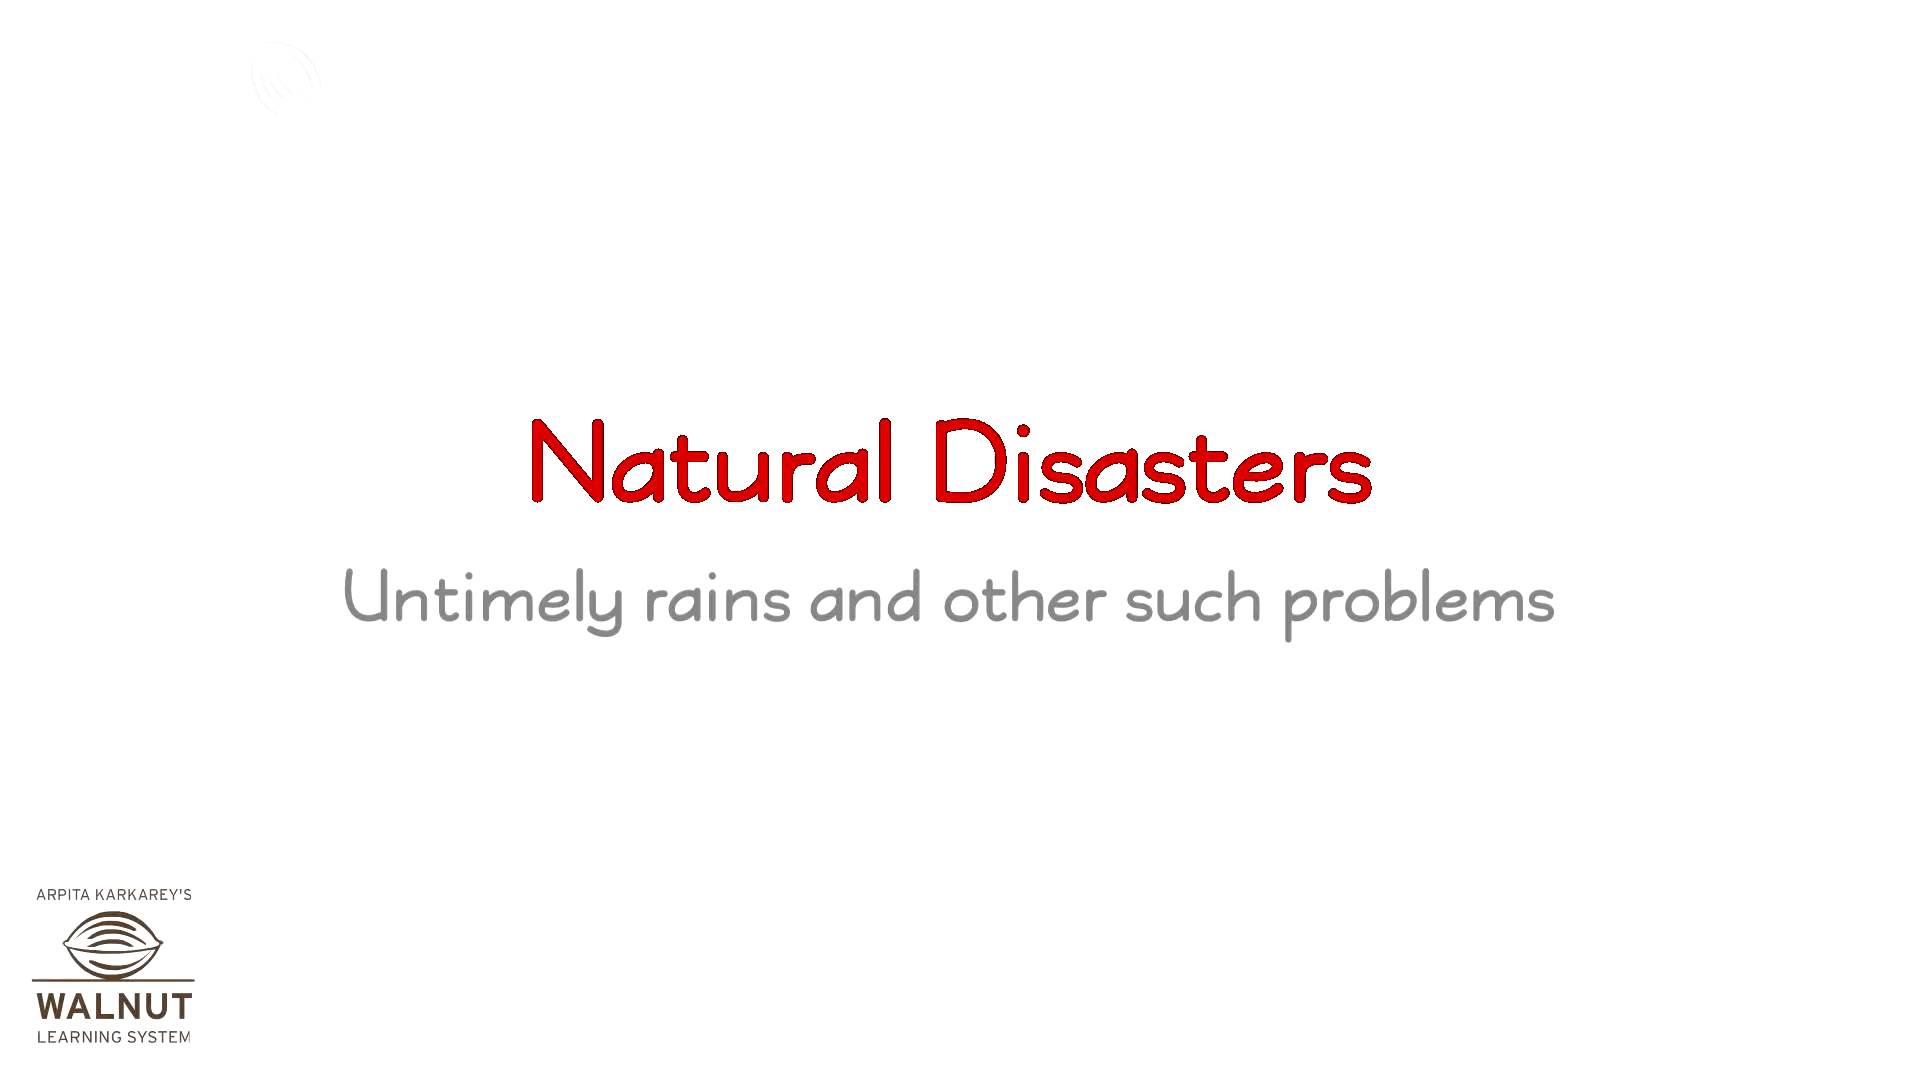 Natural Disasters
Untimely rains and other such problems
ARPITA KARKAREY'S
WALNUT
LEARNING SYSTEM